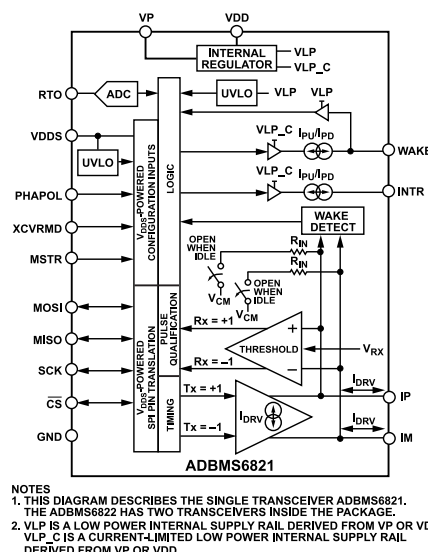 VP
VDD
INTERNAL
REGULATOR
VLP
VLP_C
RTO
ADC
UVLO
VLP
VLP
VDDS
UVLO
VLP_C
IPU/IPD
WAKE
VLP_C
IPU/IPD
INTR
PHAPOL
XCVRMD
MSTR
VDDS-POWERED
CONFIGURATION INPUTS
LOGIC
WAKE
DETECT
RIN
RIN
OPEN
WHEN
IDLE
VCM
OPEN
WHEN
IDLE
VCM
MOSI
MISO
SCK
CS
GND
VDDS-POWERED
SPI PIN TRANSLATION
PULSE
QUALIFICATION
TIMING
Rx = +1
Rx = –1
+
THRESHOLD
–
VRX
Tx = +1
Tx = –1
IDRV
IDRV
IP
IDRV
IM
ADBMS6821
NOTES
1. THIS DIAGRAM DESCRIBES THE SINGLE TRANSCEIVER ADBMS6821.
THE ADBMS6822 HAS TWO TRANSCEIVERS INSIDE THE PACKAGE.
2. VLP IS A LOW POWER INTERNAL SUPPLY RAIL DERIVED FROM VP OR VD
VLP_C IS A CURRENT-LIMITED LOW POWER INTERNAL SUPPLY RAIL
DERIVED FROM VP OR VDD